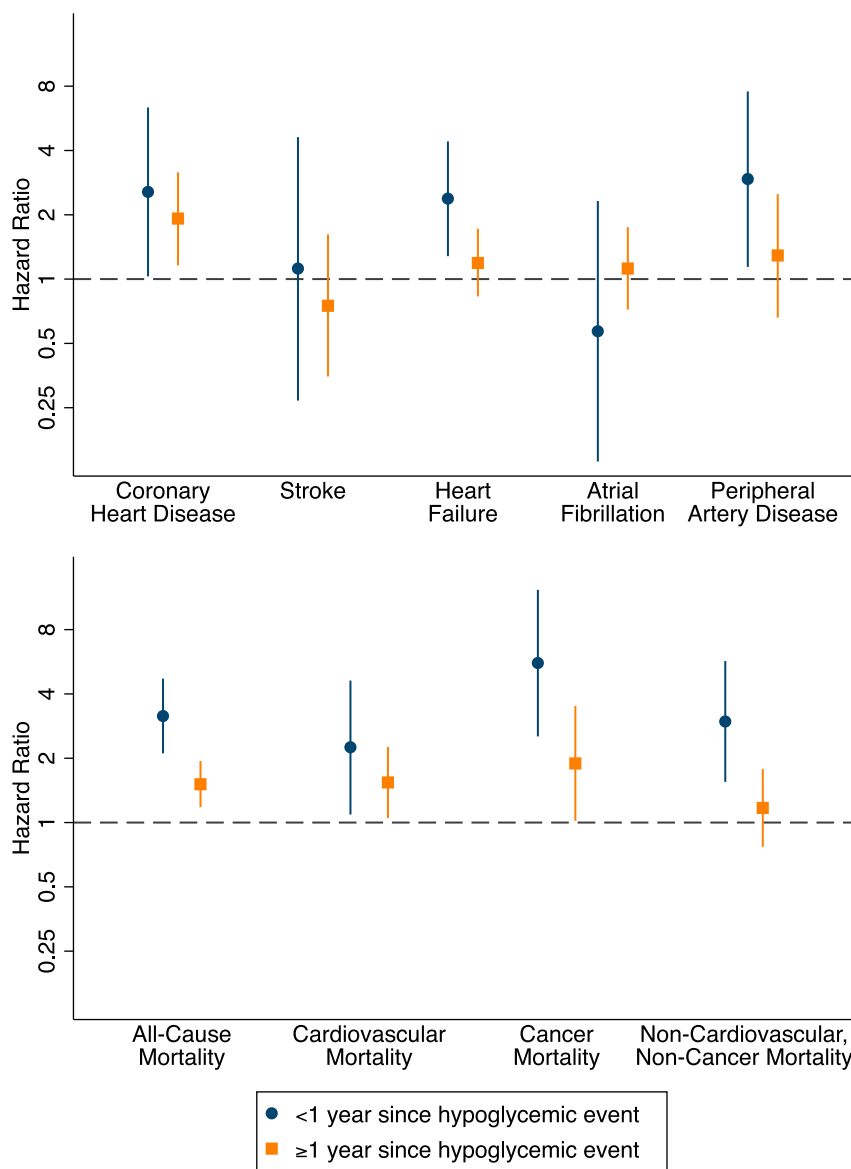 Hazard Ratio
8
4
2
1
0.5
0.25
Coronary
Heart Disease
Stroke
Heart
Failure
Atrial
Fibrillation
Peripheral
Artery Disease
Hazard Ratio
8
4
2
1
0.5
0.25
All-Cause
Mortality
Cardiovascular
Mortality
Cancer
Mortality
Non-Cardiovascular,
Non-Cancer Mortality
<1 year since hypoglycemic event
≥1 year since hypoglycemic event